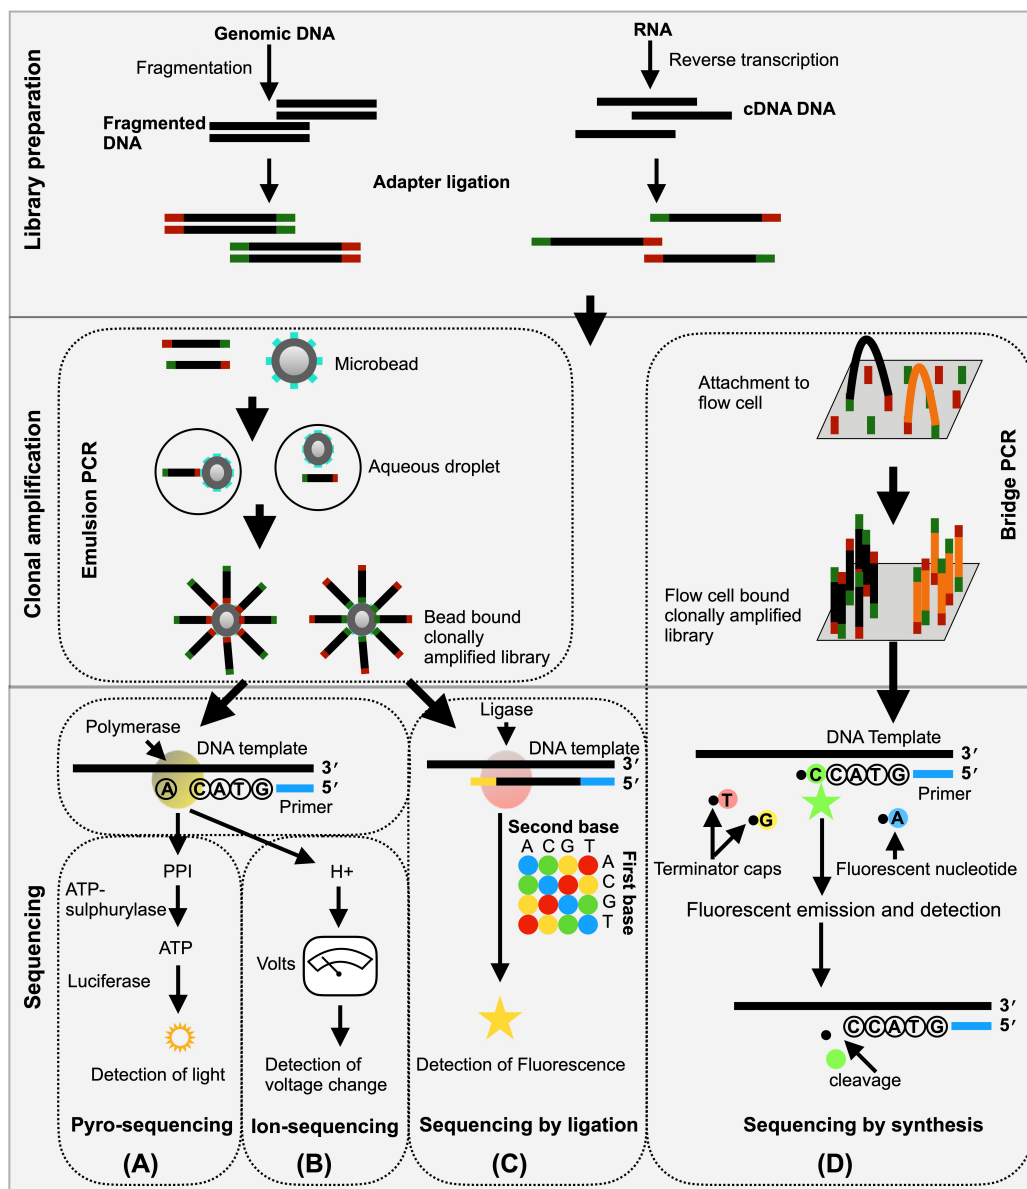 Library preparation
Genomic DNA
Fragmentation
Fragmented
DNA
RNA
Reverse transcription
cDNA DNA
Adapter ligation
Clonal amplification
Emulsion PCR
Microbead
Aqueous droplet
Bead bound
clonally
amplified library
Bridge PCR
Attachment to
flow cell
Flow cell bound
clonally amplified
library
Sequencing
Polymerase
DNA template
3′
A CATG 5′
Primer
PPI
ATP-
sulphurylase
ATP
Luciferase
Detection of light
Pyro-sequencing
(A)
H+
Volts
Detection of
voltage change
Ion-sequencing
(B)
Ligase
DNA template
3′
5′
Second base
A C G T
First base
A
C
G
T
Detection of Fluorescence
Sequencing by ligation
(C)
DNA Template
3′
CCATG 5′
Primer
T
G
A
Terminator caps
Fluorescent nucleotide
Fluorescent emission and detection
3′
CCATG 5′
cleavage
Sequencing by synthesis
(D)